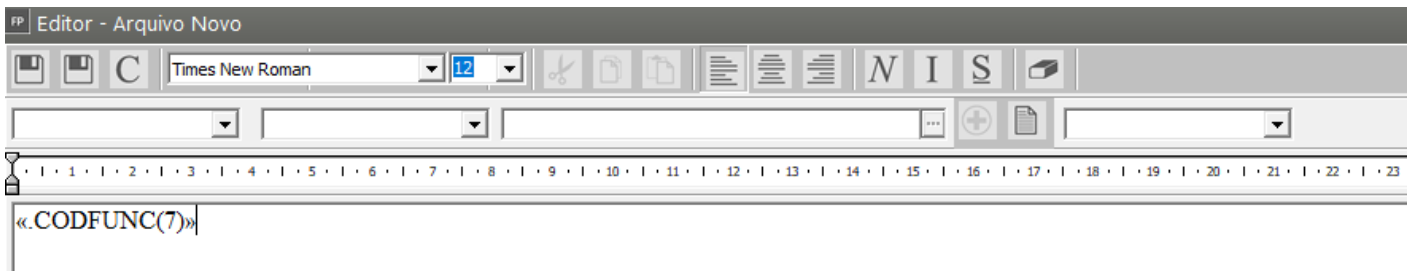 FP Editor - Arquivo Novo
C Times New Roman 12 N I S
...
1 2 3 4 5 6 7 8 9 10 11 12 13 14 15 16 17 18 19 20 21 22 23
«.CODFUNC(7)»